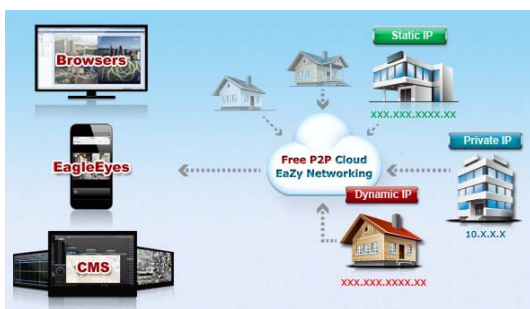 Browsers
Static IP
xxx.xxx.xxxx.xx
EagleEyes
Free P2P Cloud
EaZy Networking
Private IP
10.X.X.X
Dynamic IP
xxx.xxx.xxxx.xx
CMS